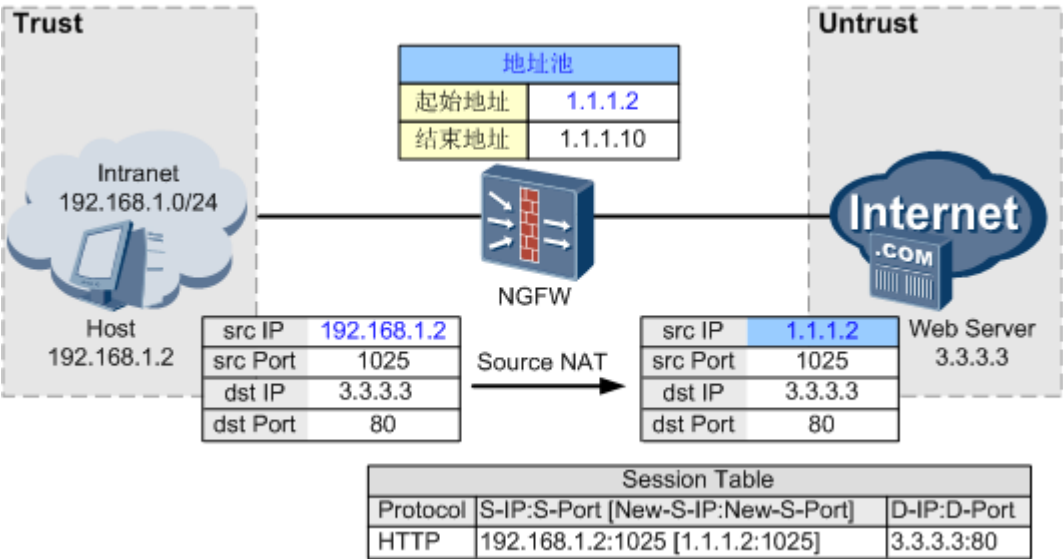 Trust
Untrust
地址池
起始地址 1.1.1.2
结束地址 1.1.1.10
Intranet
192.168.1.0/24
Internet
.COM
NGFW
Host
192.168.1.2
Web Server
3.3.3.3
src IP 192.168.1.2
src Port 1025
dst IP 3.3.3.3
dst Port 80
Source NAT
src IP 1.1.1.2
src Port 1025
dst IP 3.3.3.3
dst Port 80
Session Table
Protocol S-IP:S-Port [New-S-IP:New-S-Port] D-IP:D-Port
HTTP 192.168.1.2:1025 [1.1.1.2:1025] 3.3.3.3:80